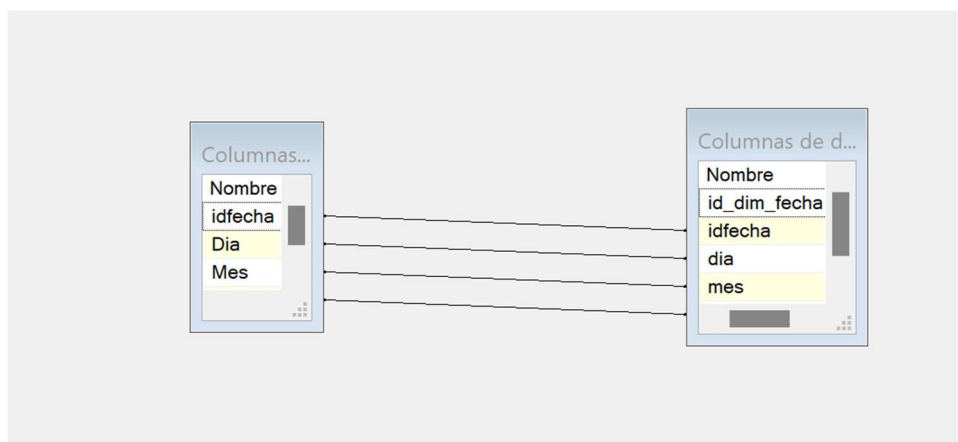 Columnas...
Nombre
idfecha
Dia
Mes
Columnas de d...
Nombre
id_dim_fecha
idfecha
dia
mes